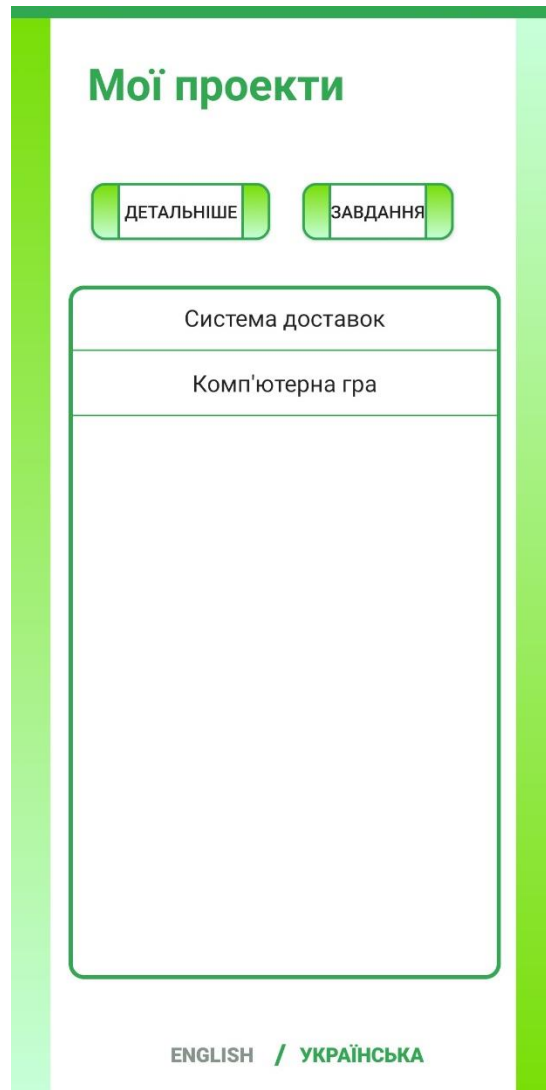 Мої проекти
ДЕТАЛЬНІШЕ ЗАВДАННЯ
Система доставок
Комп'ютерна гра
ENGLISH / УКРАЇНСЬКА